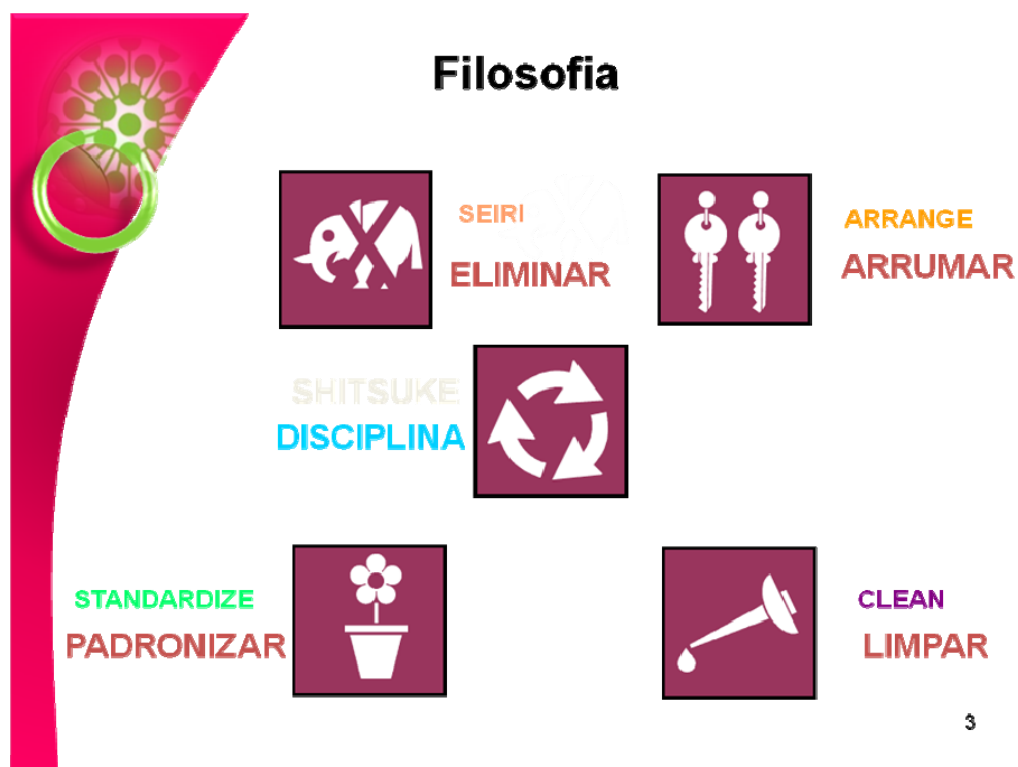 Filosofia
SEIRI
ELIMINAR
ARRANGE
ARRUMAR
SHITSUKE
DISCIPLINA
STANDARDIZE
PADRONIZAR
CLEAN
LIMPAR
3